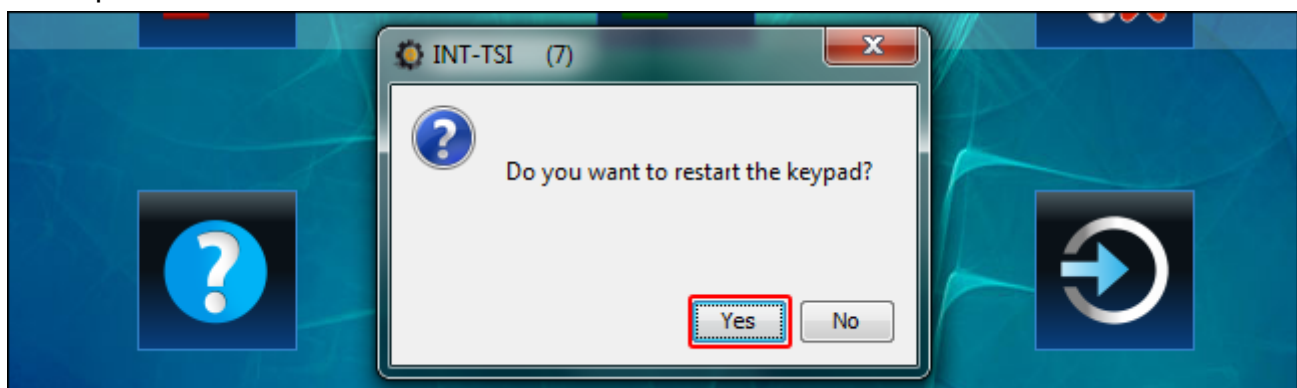 INT-TSI (7)
Do you want to restart the keypad?
Yes No